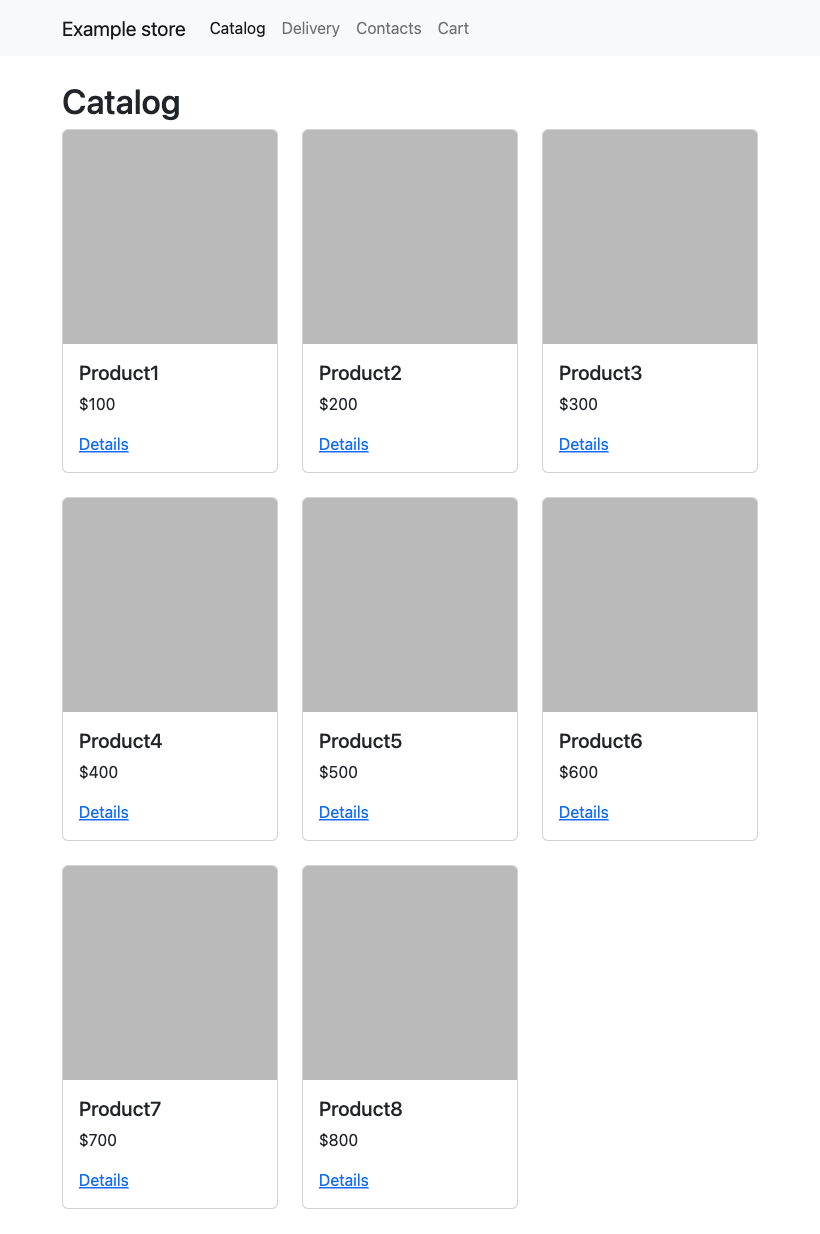 Example store Catalog Delivery Contacts Cart
Catalog
Product1
$100
Details
Product2
$200
Details
Product3
$300
Details
Product4
$400
Details
Product5
$500
Details
Product6
$600
Details
Product7
$700
Details
Product8
$800
Details